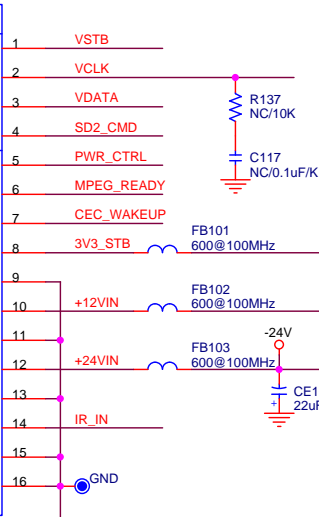 1 VSTB
2 VCLK
R137
NC/10K
3 VDATA
4 SD2_CMD
C117
NC/0.1uF/K
5 PWR_CTRL
6 MPEG_READY
7 CEC_WAKEUP
FB101
8 3V3_STB 600@100MHz
9
FB102
10 +12VIN 600@100MHz
11
-24V
FB103
12 +24VIN 600@100MHz
CE1
+ 22uF
13
14 IR_IN
15
16 GND